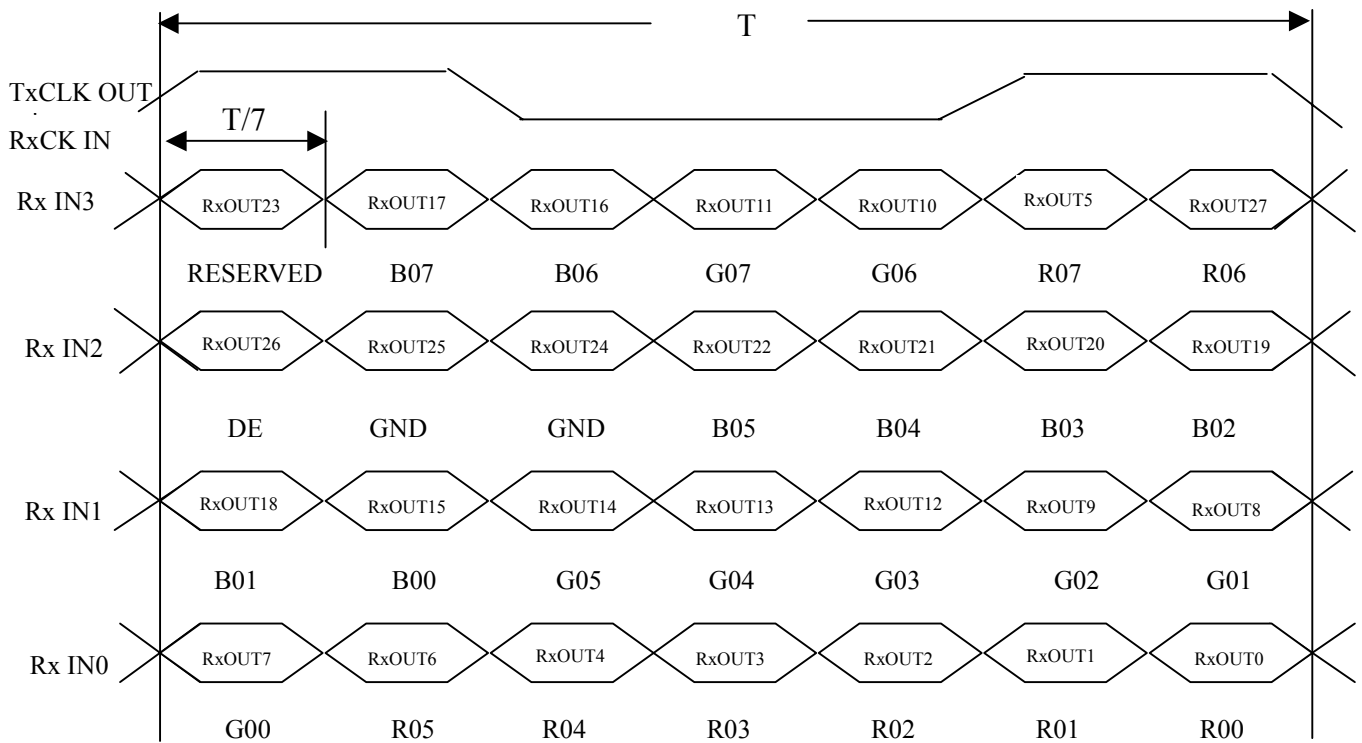 T
TxCLK OUT
T/7
RxCK IN
Rx IN3 RxOUT23 RxOUT17 RxOUT16 RxOUT11 RxOUT10 RxOUT5 RxOUT27
RESERVED B07 B06 G07 G06 R07 R06
Rx IN2 RxOUT26 RxOUT25 RxOUT24 RxOUT22 RxOUT21 RxOUT20 RxOUT19
DE GND GND B05 B04 B03 B02
Rx IN1 RxOUT18 RxOUT15 RxOUT14 RxOUT13 RxOUT12 RxOUT9 RxOUT8
B01 B00 G05 G04 G03 G02 G01
Rx IN0 RxOUT7 RxOUT6 RxOUT4 RxOUT3 RxOUT2 RxOUT1 RxOUT0
G00 R05 R04 R03 R02 R01 R00